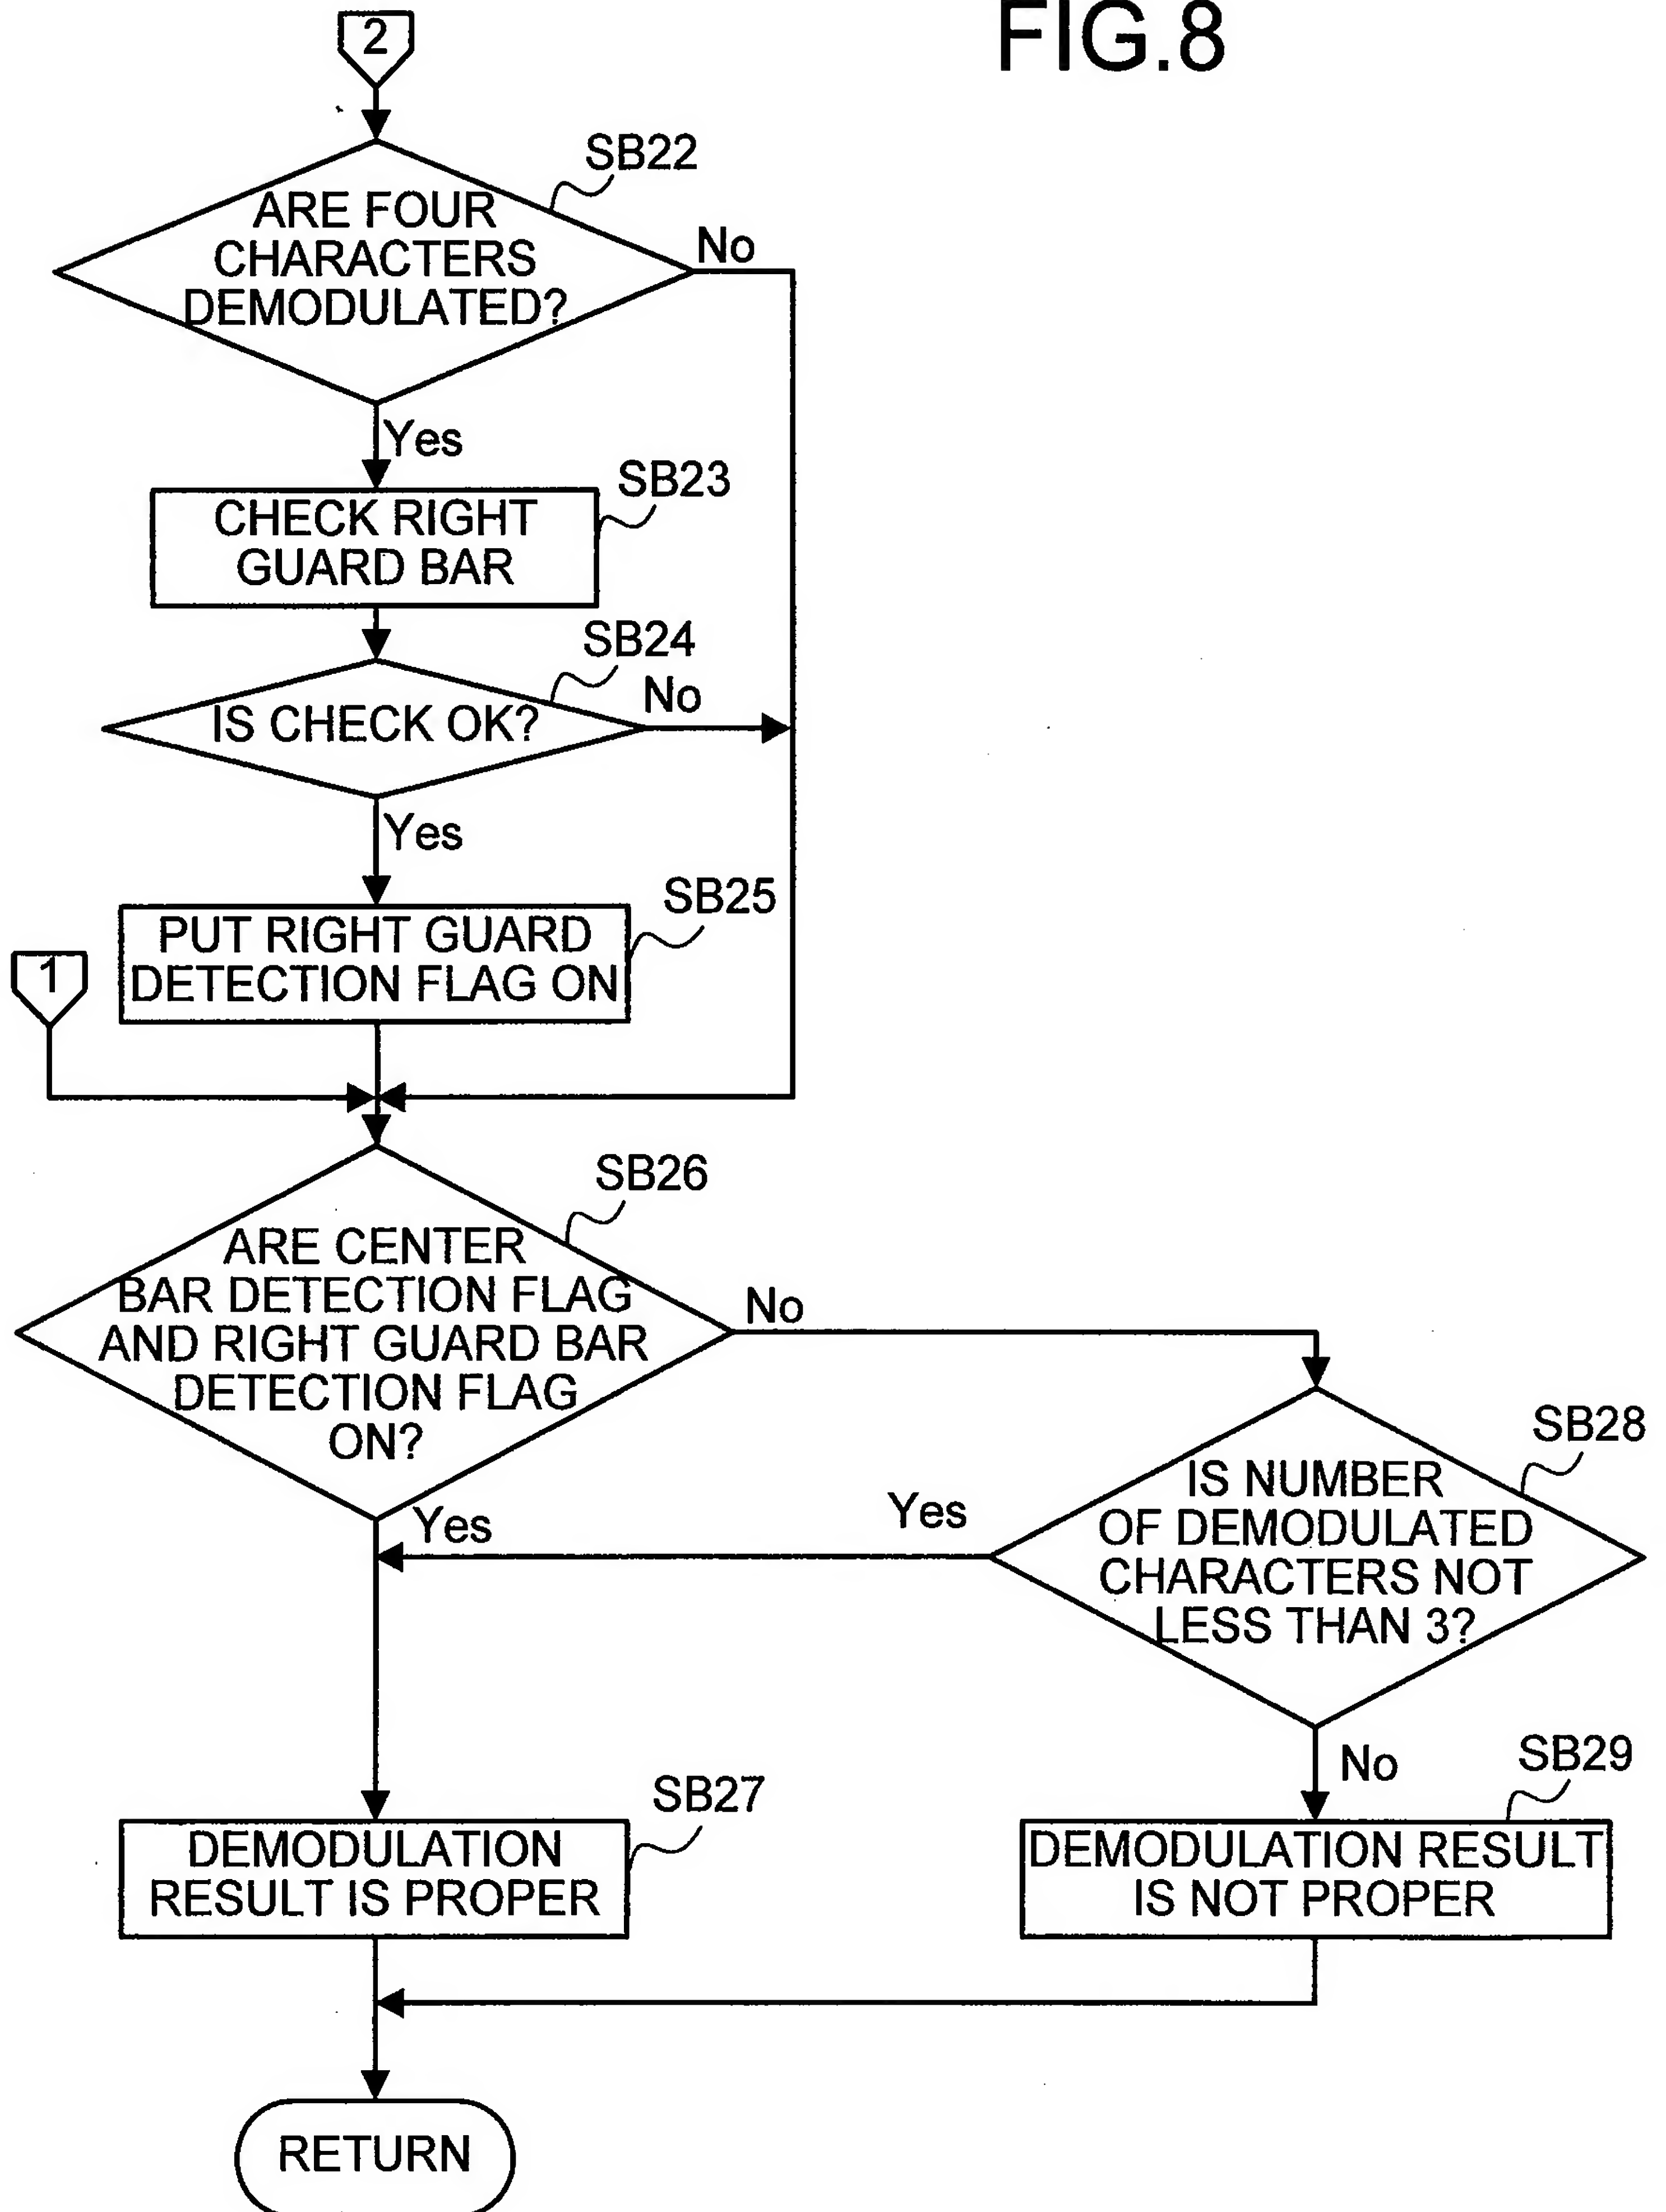 FIG.8
2
SB22
ARE FOUR
CHARACTERS
DEMODULATED?
No
Yes
SB23
CHECK RIGHT
GUARD BAR
SB24
IS CHECK OK?
No
Yes
SB25
PUT RIGHT GUARD
DETECTION FLAG ON
1
SB26
ARE CENTER
BAR DETECTION FLAG
AND RIGHT GUARD BAR
DETECTION FLAG
ON?
No
Yes
SB28
IS NUMBER
OF DEMODULATED
CHARACTERS NOT
LESS THAN 3?
Yes
No
SB27
DEMODULATION
RESULT IS PROPER
SB29
DEMODULATION RESULT
IS NOT PROPER
RETURN